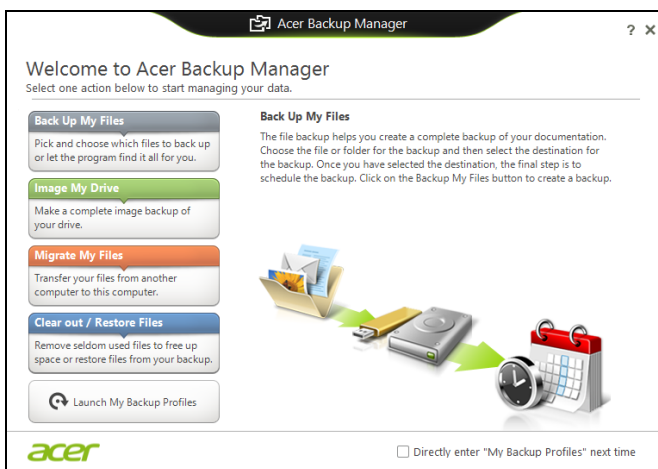 Acer Backup Manager
? X
Welcome to Acer Backup Manager
Select one action below to start managing your data.
Back Up My Files
Pick and choose which files to back up
or let the program find it all for you.
Image My Drive
Make a complete image backup of
your drive.
Migrate My Files
Transfer your files from another
computer to this computer.
Clear out / Restore Files
Remove seldom used files to free up
space or restore files from your backup.
Launch My Backup Profiles
Back Up My Files
The file backup helps you create a complete backup of your documentation.
Choose the file or folder for the backup and then select the destination for
the backup. Once you have selected the destination, the final step is to
schedule the backup. Click on the Backup My Files button to create a backup.
acer
Directly enter "My Backup Profiles" next time